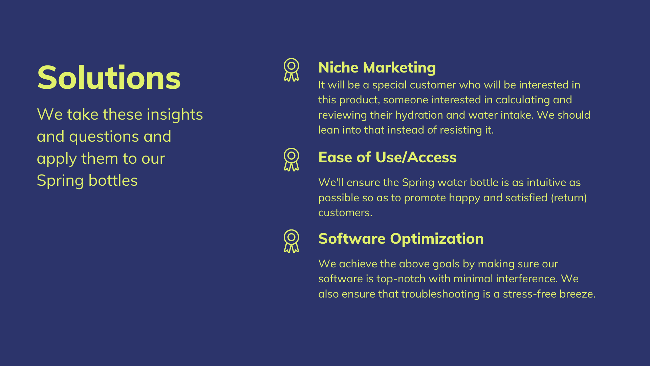 Solutions
We take these insights
and questions and
apply them to our
Spring bottles
Niche Marketing
It will be a special customer who will be interested in
this product, someone interested in calculating and
reviewing their hydration and water intake. We should
lean into that instead of resisting it.
Ease of Use/Access
We'll ensure the Spring water bottle is as intuitive as
possible so as to promote happy and satisfied (return)
customers.
Software Optimization
We achieve the above goals by making sure our
software is top-notch with minimal interference. We
also ensure that troubleshooting is a stress-free breeze.